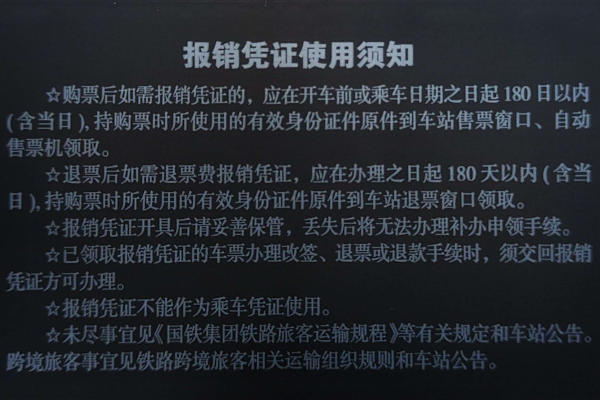 报销凭证使用须知
☆购票后如需报销凭证的，应在开车前或乘车日期之日起 180 日以内
(含当日),持购票时所使用的有效身份证件原件到车站售票窗口、自动
售票机领取。
☆退票后如需退票费报销凭证，应在办理之日起 180 天以内(含当
日),持购票时所使用的有效身份证件原件到车站退票窗口领取。
☆报销凭证开具后请妥善保管，丢失后将无法办理补办申领手续。
☆已领取报销凭证的车票办理改签、退票或退款手续时，须交回报销
凭证方可办理。
☆报销凭证不能作为乘车凭证使用。
☆未尽事宜见《国铁集团铁路旅客运输规程》等有关规定和车站公告。
跨境旅客事宜见铁路跨境旅客相关运输组织规则和车站公告。